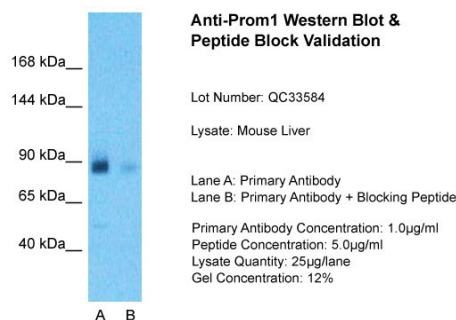 Anti-Prom1 Western Blot &
Peptide Block Validation
168 kDa
144 kDa
90 kDa
65 kDa
40 kDa
A B
Lot Number: QC33584
Lysate: Mouse Liver
Lane A: Primary Antibody
Lane B: Primary Antibody + Blocking Peptide
Primary Antibody Concentration: 1.0µg/ml
Peptide Concentration: 5.0µg/ml
Lysate Quantity: 25µg/lane
Gel Concentration: 12%